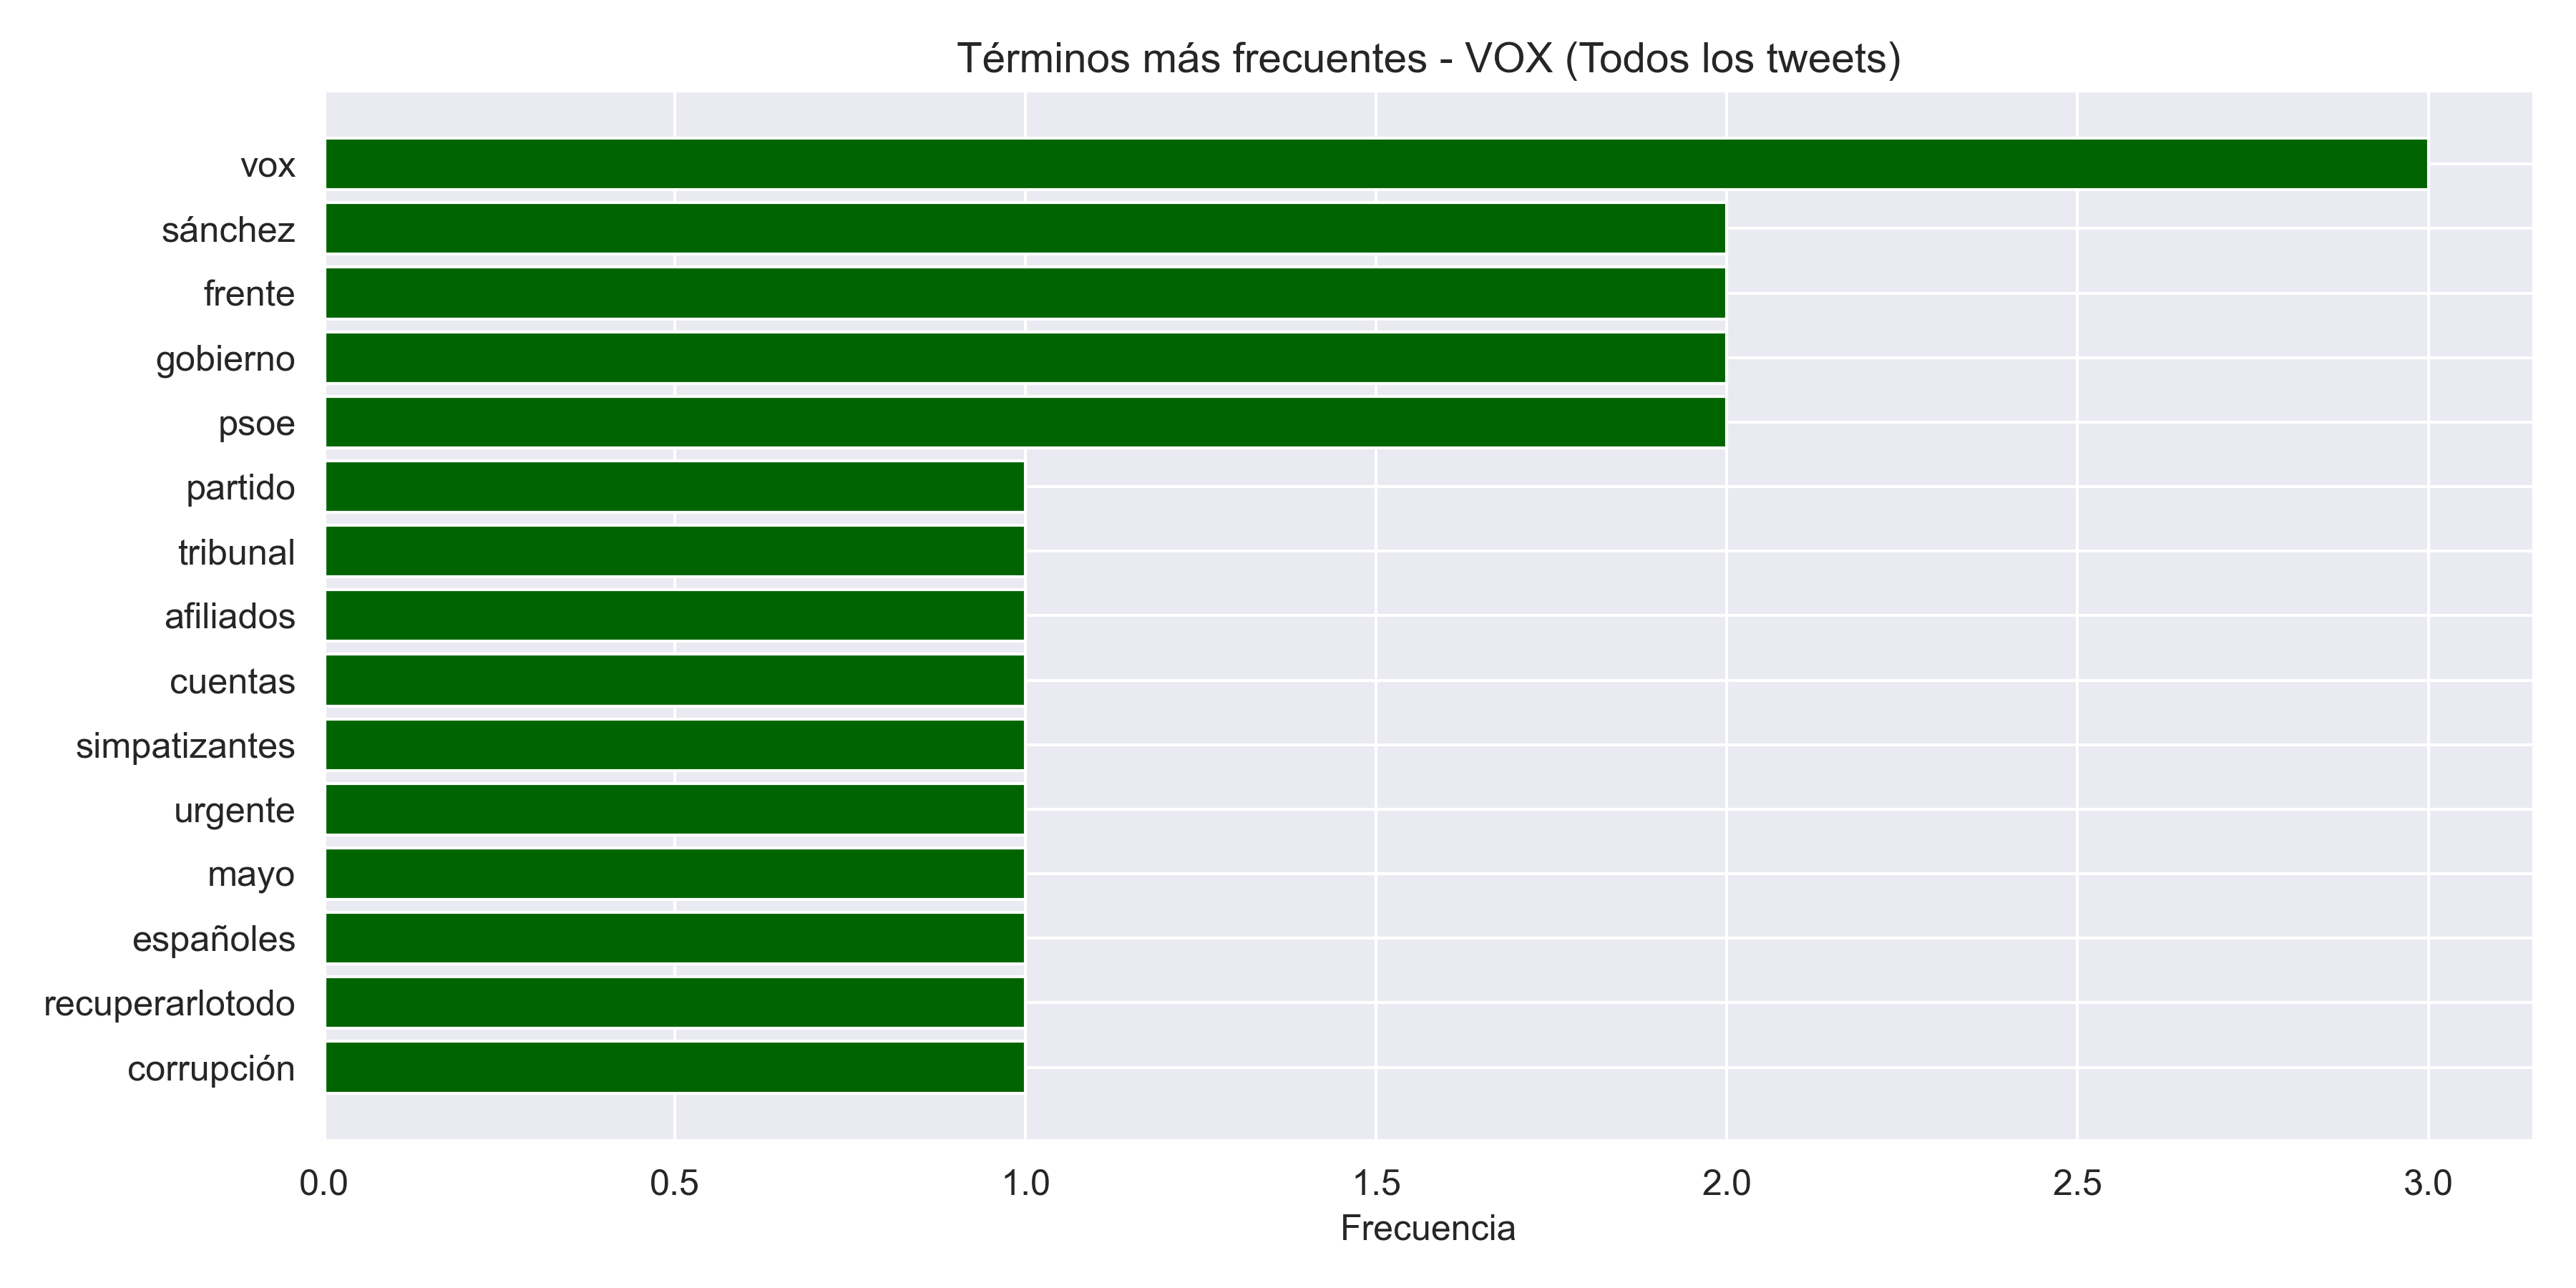 Términos más frecuentes - VOX (Todos los tweets)
vox
sánchez
frente
gobierno
psoe
partido
tribunal
afiliados
cuentas
simpatizantes
urgente
mayo
españoles
recuperarlotodo
corrupción
0.0 0.5 1.0 1.5 2.0 2.5 3.0
Frecuencia